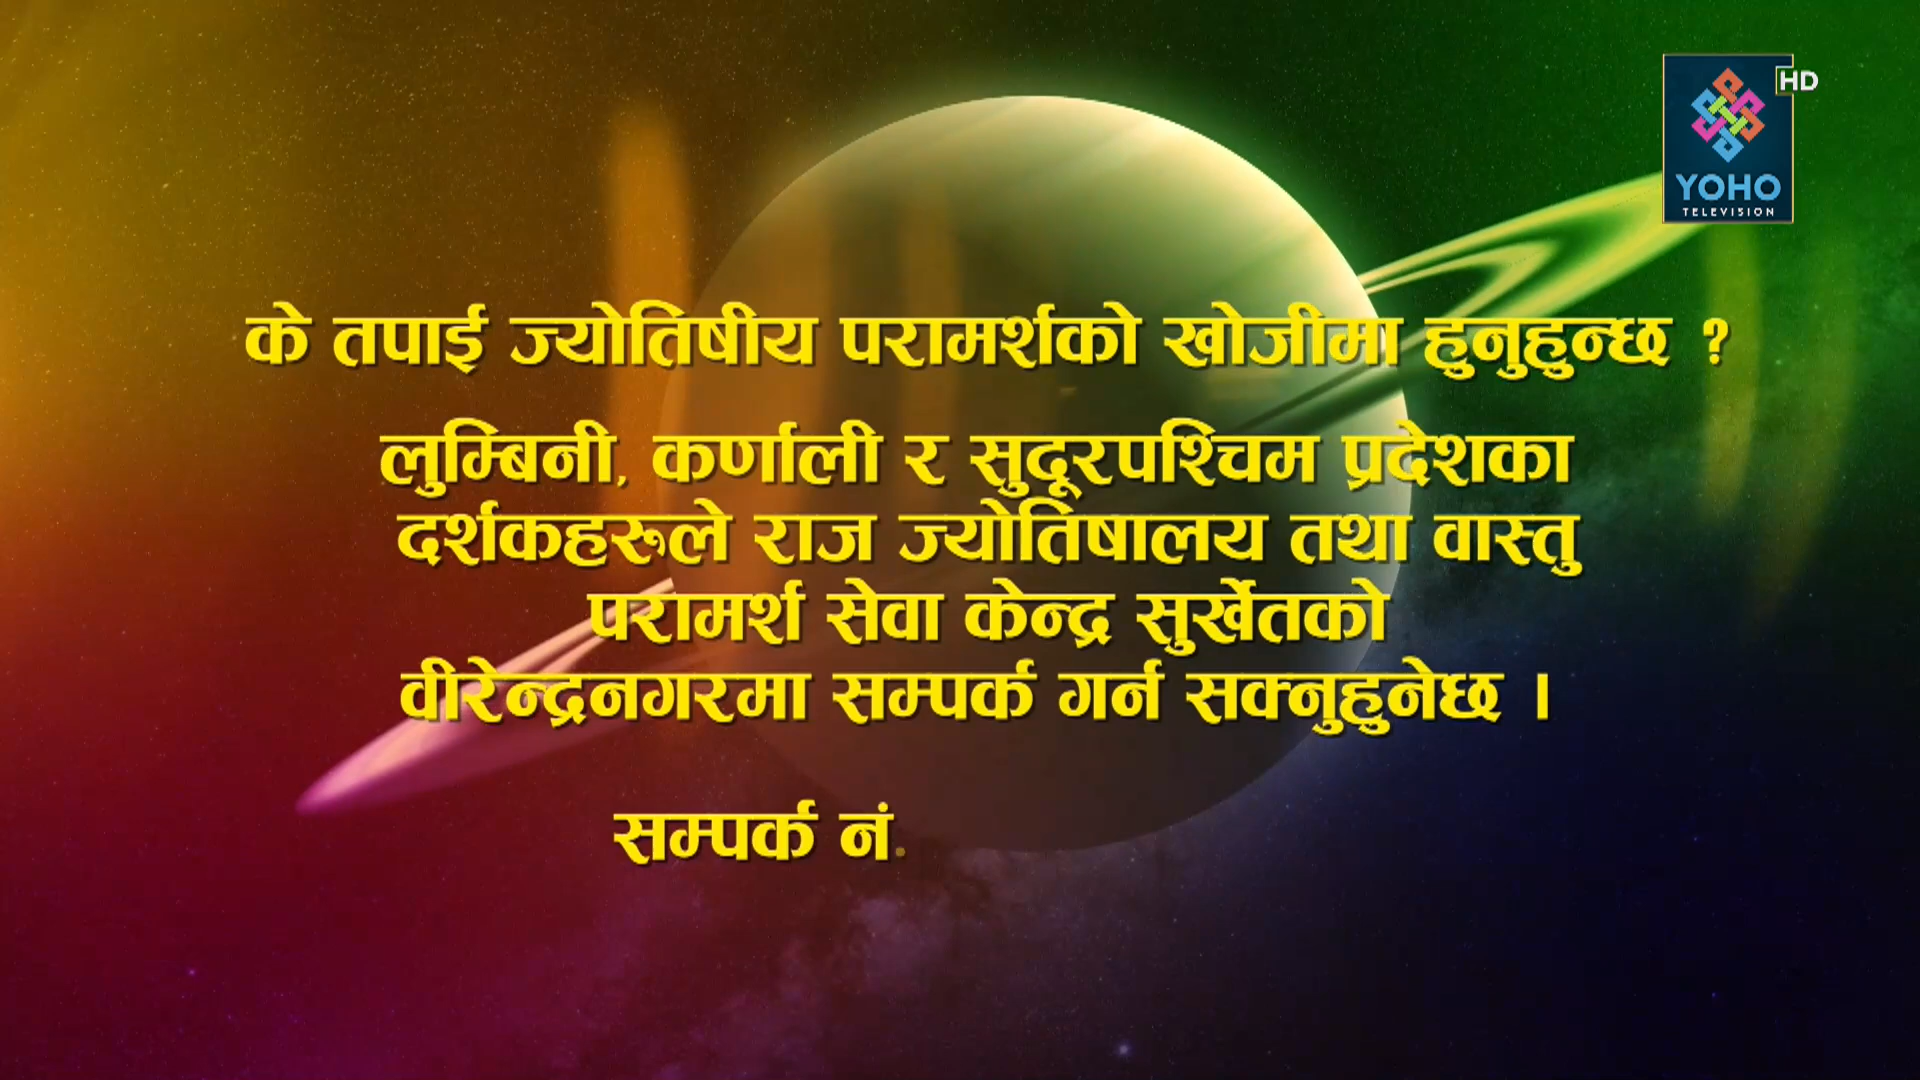 HD
YOHO
TELEVISION
के तपाई ज्योतिषीय परामर्शको खोजीमा हुनुहुन्छ ?
लुम्बिनी, कर्णाली र सुदूरपश्चिम प्रदेशका
दर्शकहरुले राज ज्योतिषालय तथा वास्तु
परामर्श सेवा केन्द्र सुर्खेतको
वीरेन्द्रनगरमा सम्पर्क गर्न सक्नुहुनेछ ।
सम्पर्क नं.